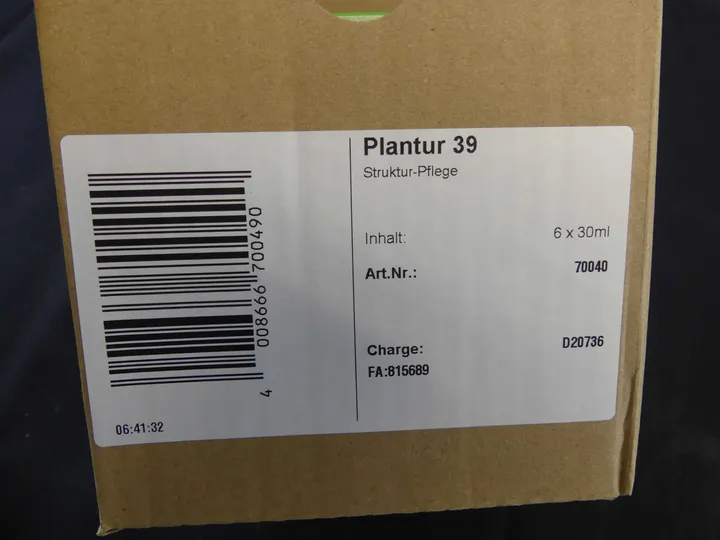 Plantur 39
Struktur-Pflege
Inhalt: 6 x 30ml
Art.Nr.: 70040
Charge: D20736
FA:815689
4 008666 700490
06:41:32